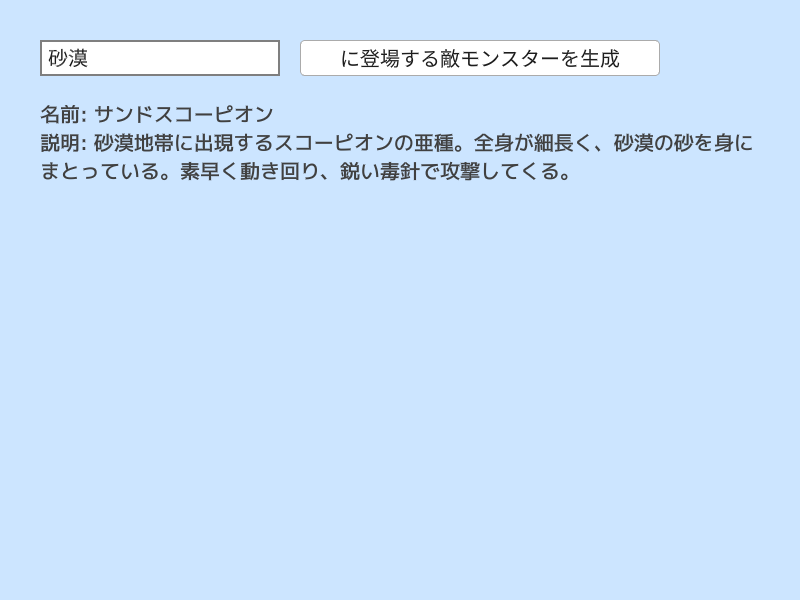 砂漠 に登場する敵モンスターを生成
名前: サンドスコーピオン
説明: 砂漠地帯に出現するスコーピオンの亜種。全身が細長く、砂漠の砂を身に
まとっている。素早く動き回り、鋭い毒針で攻撃してくる。